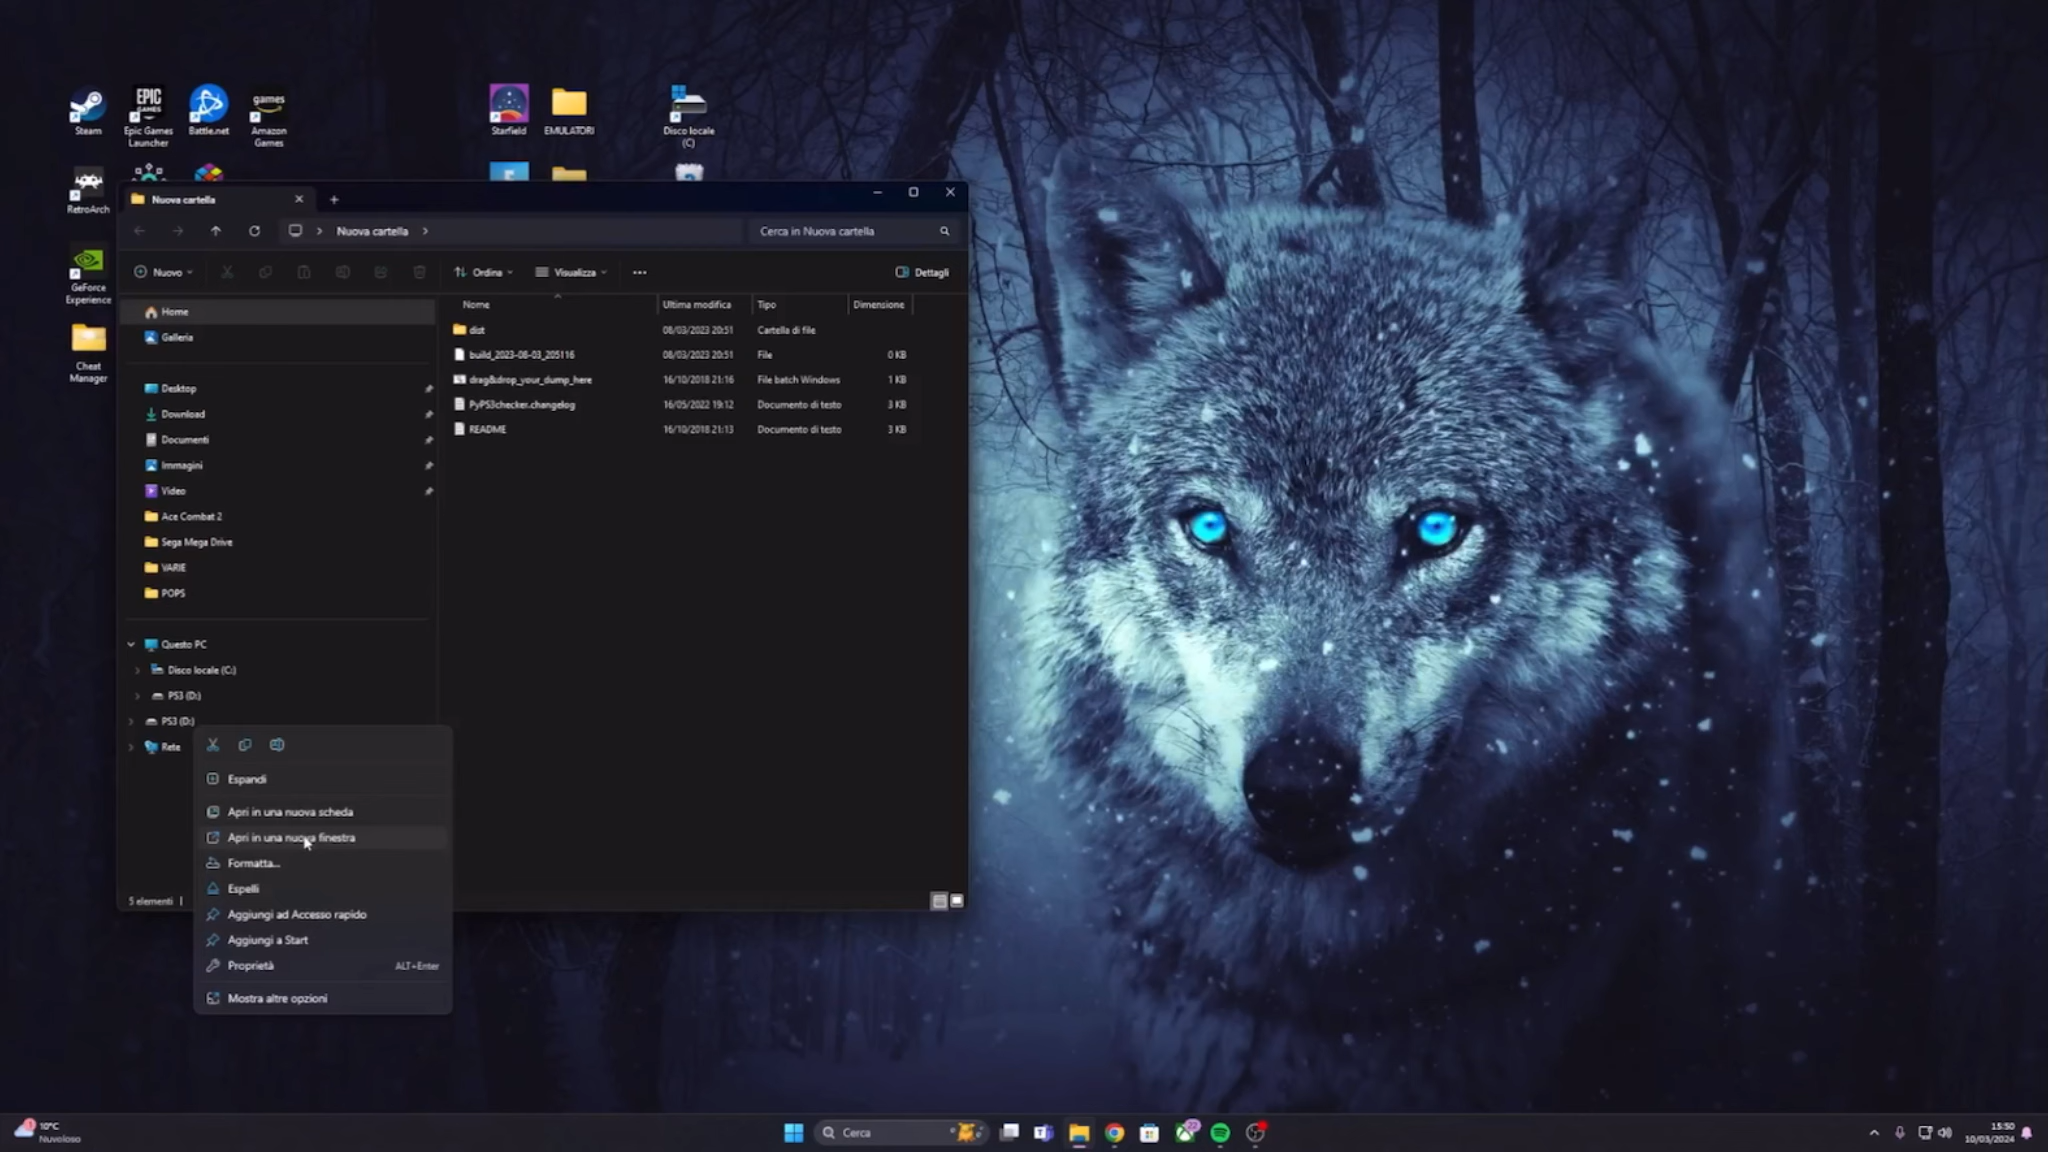 Steam
EPIC
GAMES
Epic Games
Launcher
Battle.net
games
Amazon
Games
Starfield
EMULATORI
Disco locale
(C)
RetroArch
GeForce
Experience
Cheat
Manager
Nuova cartella
Nuova cartella
Cerca in Nuova cartella
Nuovo
Ordina
Visualizza
Dettagli
Home
Galleria
Desktop
Download
Documenti
Immagini
Video
Ace Combat 2
Sega Mega Drive
VARIE
POPS
Questo PC
Disco locale (C:)
PS3 (D:)
PS3 (D:)
Rete
Nome Ultima modifica Tipo Dimensione
dist 08/03/2023 20:51 Cartella di file
build_2023-08-03_205116 08/03/2023 20:51 File 0 KB
drag&drop_your_dump_here 16/10/2018 21:16 File batch Windows 1 KB
PyPS3checker.changelog 16/05/2022 19:12 Documento di testo 3 KB
README 16/10/2018 21:13 Documento di testo 3 KB
Espandi
Apri in una nuova scheda
Apri in una nuova finestra
Formatta...
Espelli
Aggiungi ad Accesso rapido
Aggiungi a Start
Proprietà ALT+Enter
Mostra altre opzioni
5 elementi
10°C
Nuvoloso
Cerca
22
15:50
10/03/2024